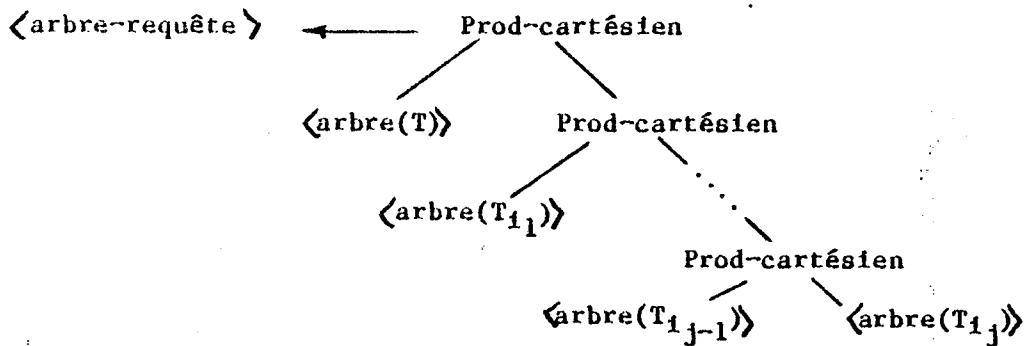 <arbre-requête> ← Prod-cartésien
<arbre(T)> Prod-cartésien
<arbre(T_{i_1})>
Prod-cartésien
<arbre(T_{i_{j-1}})> <arbre(T_{i_j})>